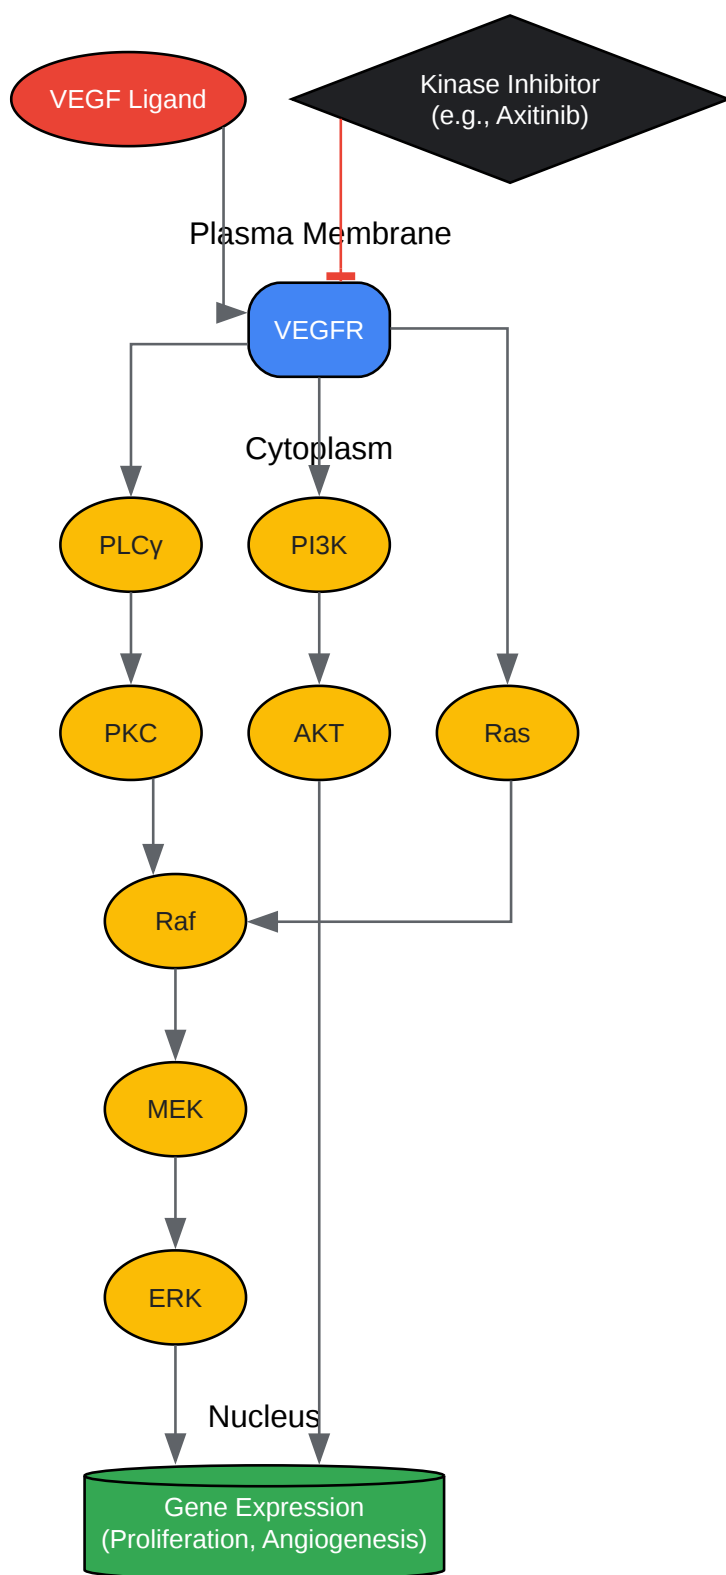 VEGF Ligand
Kinase Inhibitor
(e.g., Axitinib)
Plasma Membrane
VEGFR
Cytoplasm
PLCγ
PI3K
PKC
AKT
Ras
Raf
MEK
ERK
Nucleus
Gene Expression
(Proliferation, Angiogenesis)